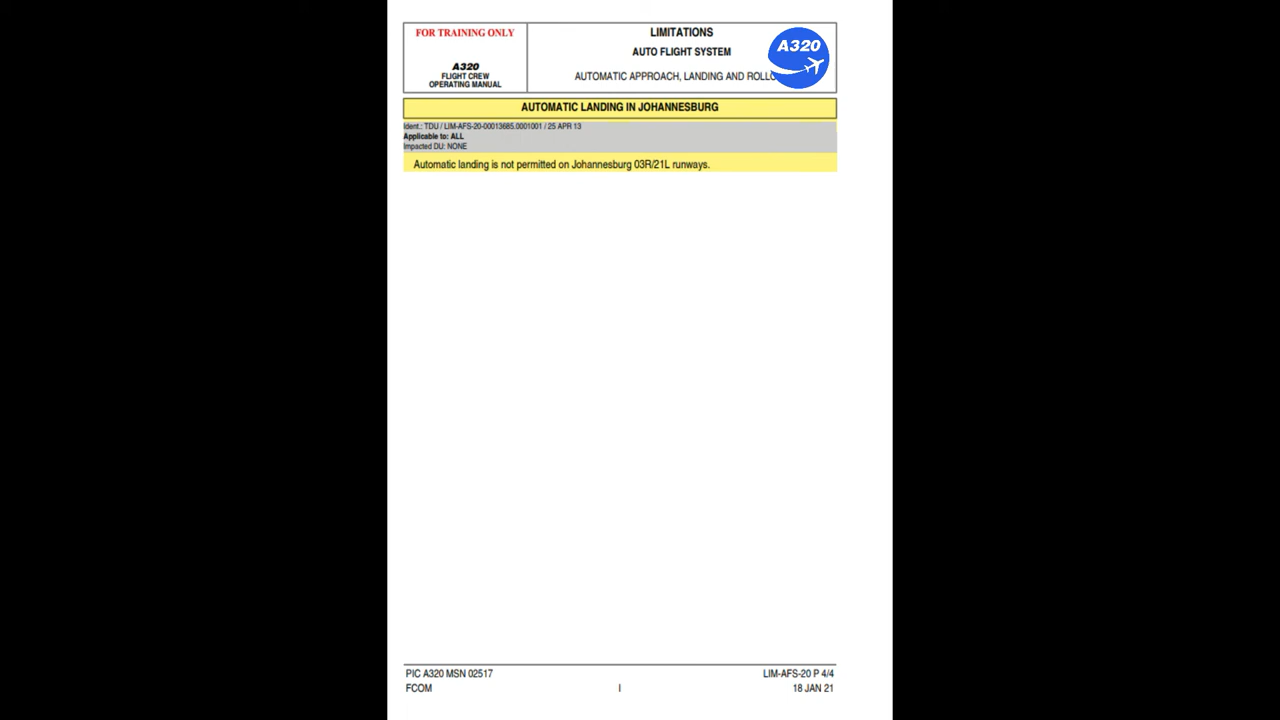 FOR TRAINING ONLY
A320
FLIGHT CREW
OPERATING MANUAL
LIMITATIONS
AUTO FLIGHT SYSTEM
AUTOMATIC APPROACH, LANDING AND ROLLO
A320
AUTOMATIC LANDING IN JOHANNESBURG
Ident.: TDU / LIM-AFS-20-00013685.0001001 / 25 APR 13
Applicable to: ALL
Impacted DU: NONE
Automatic landing is not permitted on Johannesburg 03R/21L runways.
PIC A320 MSN 02517
LIM-AFS-20 P 4/4
FCOM
I
18 JAN 21